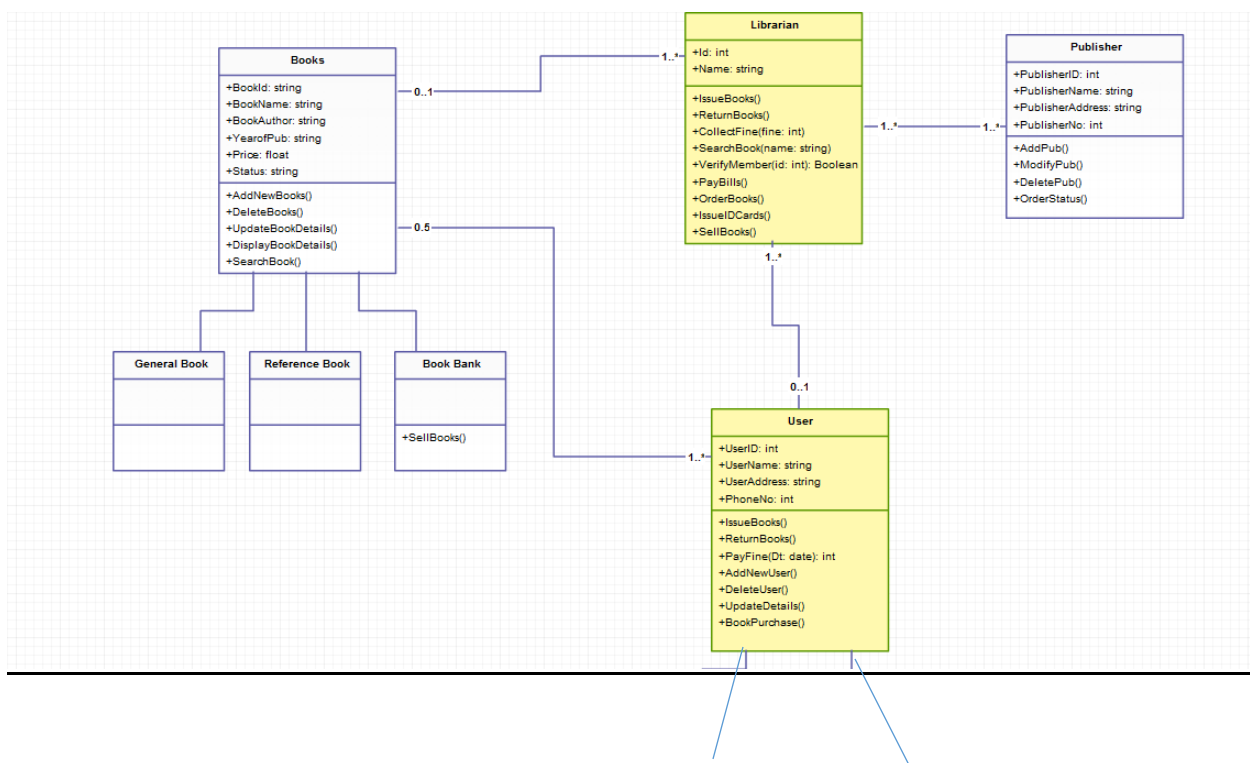 Books
+BookId: string
+BookName: string
+BookAuthor: string
+YearofPub: string
+Price: float
+Status: string
+AddNewBooks()
+DeleteBooks()
+UpdateBookDetails()
+DisplayBookDetails()
+SearchBook()
0..1
1..*
Librarian
+Id: int
+Name: string
+IssueBooks()
+ReturnBooks()
+CollectFine(fine: int)
+SearchBook(name: string)
+VerifyMember(id: int): Boolean
+PayBills()
+OrderBooks()
+IssueIDCards()
+SellBooks()
1..*
1..*
Publisher
+PublisherID: int
+PublisherName: string
+PublisherAddress: string
+PublisherNo: int
+AddPub()
+ModifyPub()
+DeletePub()
+OrderStatus()
0.5
1..*
1..*
0..1
General Book
Reference Book
Book Bank
+SellBooks()
User
+UserID: int
+UserName: string
+UserAddress: string
+PhoneNo: int
+IssueBooks()
+ReturnBooks()
+PayFine(Dt: date): int
+AddNewUser()
+DeleteUser()
+UpdateDetails()
+BookPurchase()